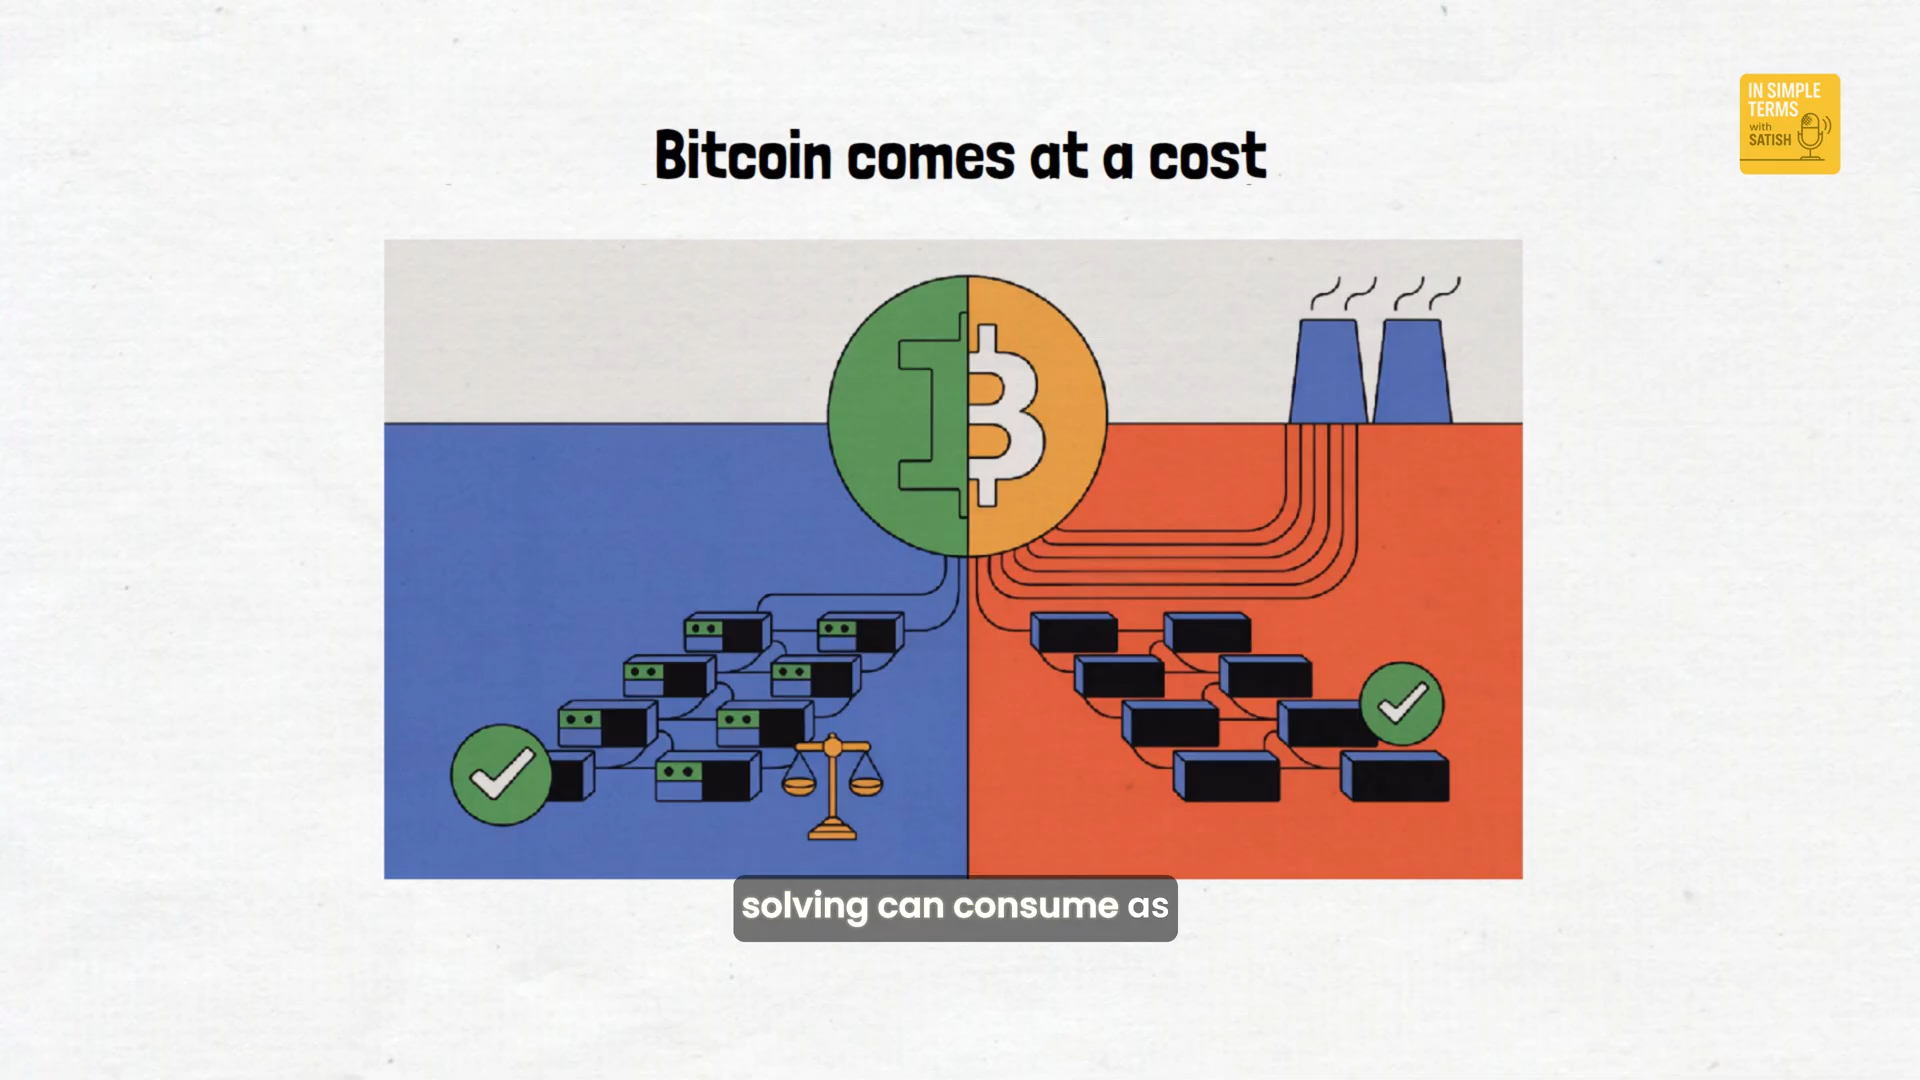 IN SIMPLE
TERMS
with
SATISH
Bitcoin comes at a cost
solving can consume as